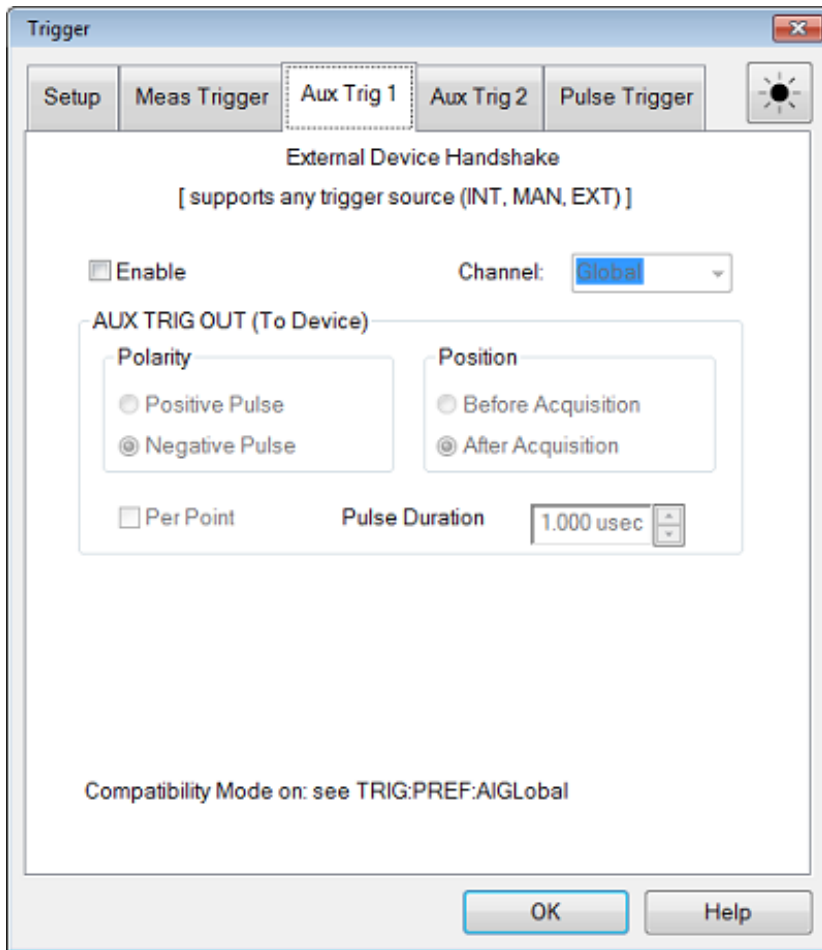 Trigger
Setup Meas Trigger Aux Trig 1 Aux Trig 2 Pulse Trigger
External Device Handshake
[ supports any trigger source (INT, MAN, EXT) ]
Enable Channel: Global
AUX TRIG OUT (To Device)
Polarity Position
Positive Pulse Before Acquisition
Negative Pulse After Acquisition
Per Point Pulse Duration 1.000 usec
Compatibility Mode on: see TRIG:PREF:AIGLobal
OK Help